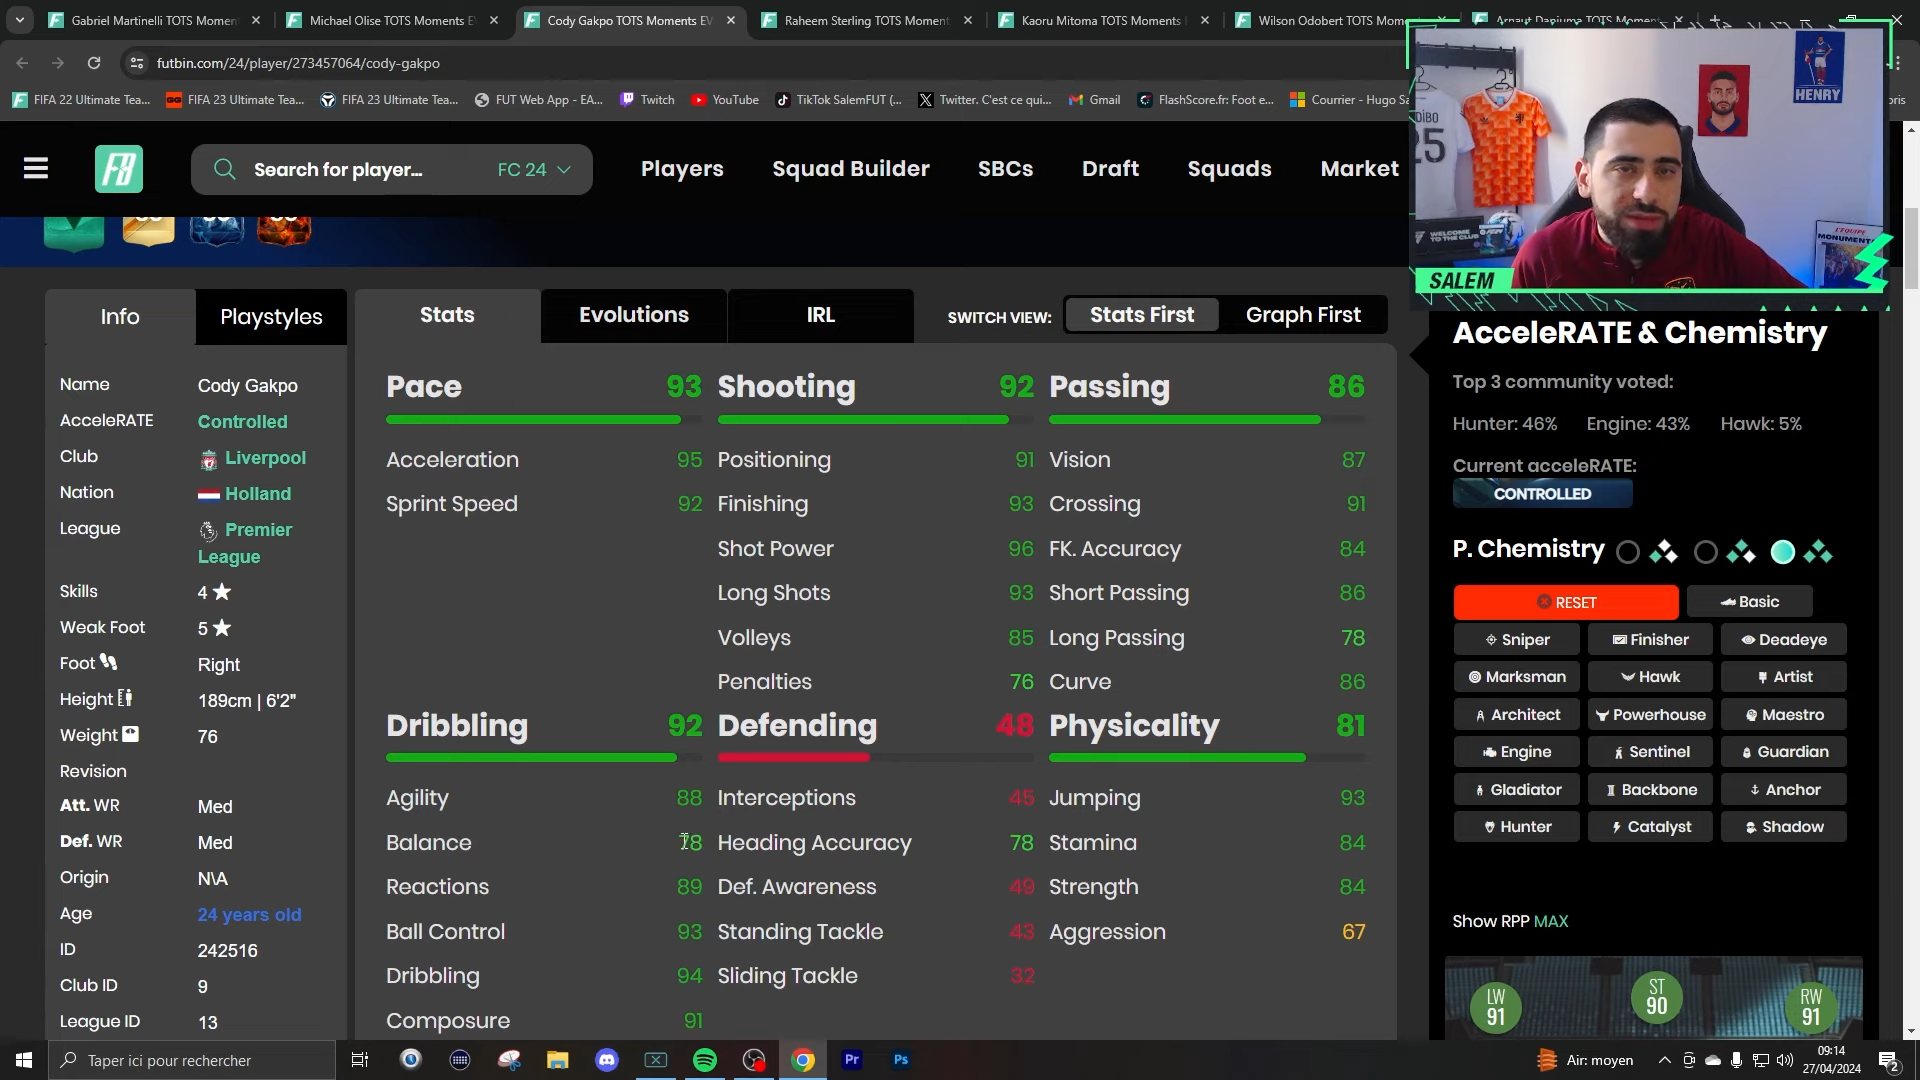 Gabriel Martinelli TOTS Momen
Michael Olise TOTS Moments E
Cody Gakpo TOTS Moments EV
Raheem Sterling TOTS Moment
Kaoru Mitoma TOTS Moments
Wilson Odobert TOTS Mome
Arnaut Danjuma TOTS Momen
futbin.com/24/player/273457064/cody-gakpo
FIFA 22 Ultimate Tea...
FIFA 23 Ultimate Tea...
FIFA 23 Ultimate Tea...
FUT Web App - EA...
Twitch
YouTube
TikTok SalemFUT (...
Twitter. C'est ce qui...
Gmail
FlashScore.fr: Foot e...
Courrier - Hugo Sa
Search for player...
FC 24
Players
Squad Builder
SBCs
Draft
Squads
Market
HENRY
25
WELCOME
TO THE CLUB
L'ÉQUIPE
MONUMENT
SALEM
Info
Playstyles
Stats
Evolutions
IRL
SWITCH VIEW:
Stats First
Graph First
Name Cody Gakpo
AcceleRATE Controlled
Club Liverpool
Nation Holland
League Premier
League
Skills 4
Weak Foot 5
Foot Right
Height 189cm | 6'2"
Weight 76
Revision
Att. WR Med
Def. WR Med
Origin N\A
Age 24 years old
ID 242516
Club ID 9
League ID 13
Pace 93
Acceleration 95
Sprint Speed 92
Shooting 92
Positioning 91
Finishing 93
Shot Power 96
Long Shots 93
Volleys 85
Penalties 76
Passing 86
Vision 87
Crossing 91
FK. Accuracy 84
Short Passing 86
Long Passing 78
Curve 86
Dribbling 92
Agility 88
Balance 78
Reactions 89
Ball Control 93
Dribbling 94
Composure 91
Defending 48
Interceptions 45
Heading Accuracy 78
Def. Awareness 49
Standing Tackle 43
Sliding Tackle 32
Physicality 81
Jumping 93
Stamina 84
Strength 84
Aggression 67
AcceleRATE & Chemistry
Top 3 community voted:
Hunter: 46% Engine: 43% Hawk: 5%
Current acceleRATE:
CONTROLLED
P. Chemistry
RESET Basic
Sniper Finisher Deadeye
Marksman Hawk Artist
Architect Powerhouse Maestro
Engine Sentinel Guardian
Gladiator Backbone Anchor
Hunter Catalyst Shadow
Show RPP MAX
LW
91
ST
90
RW
91
Taper ici pour rechercher
Pr
Ps
Air: moyen
09:14
27/04/2024
2